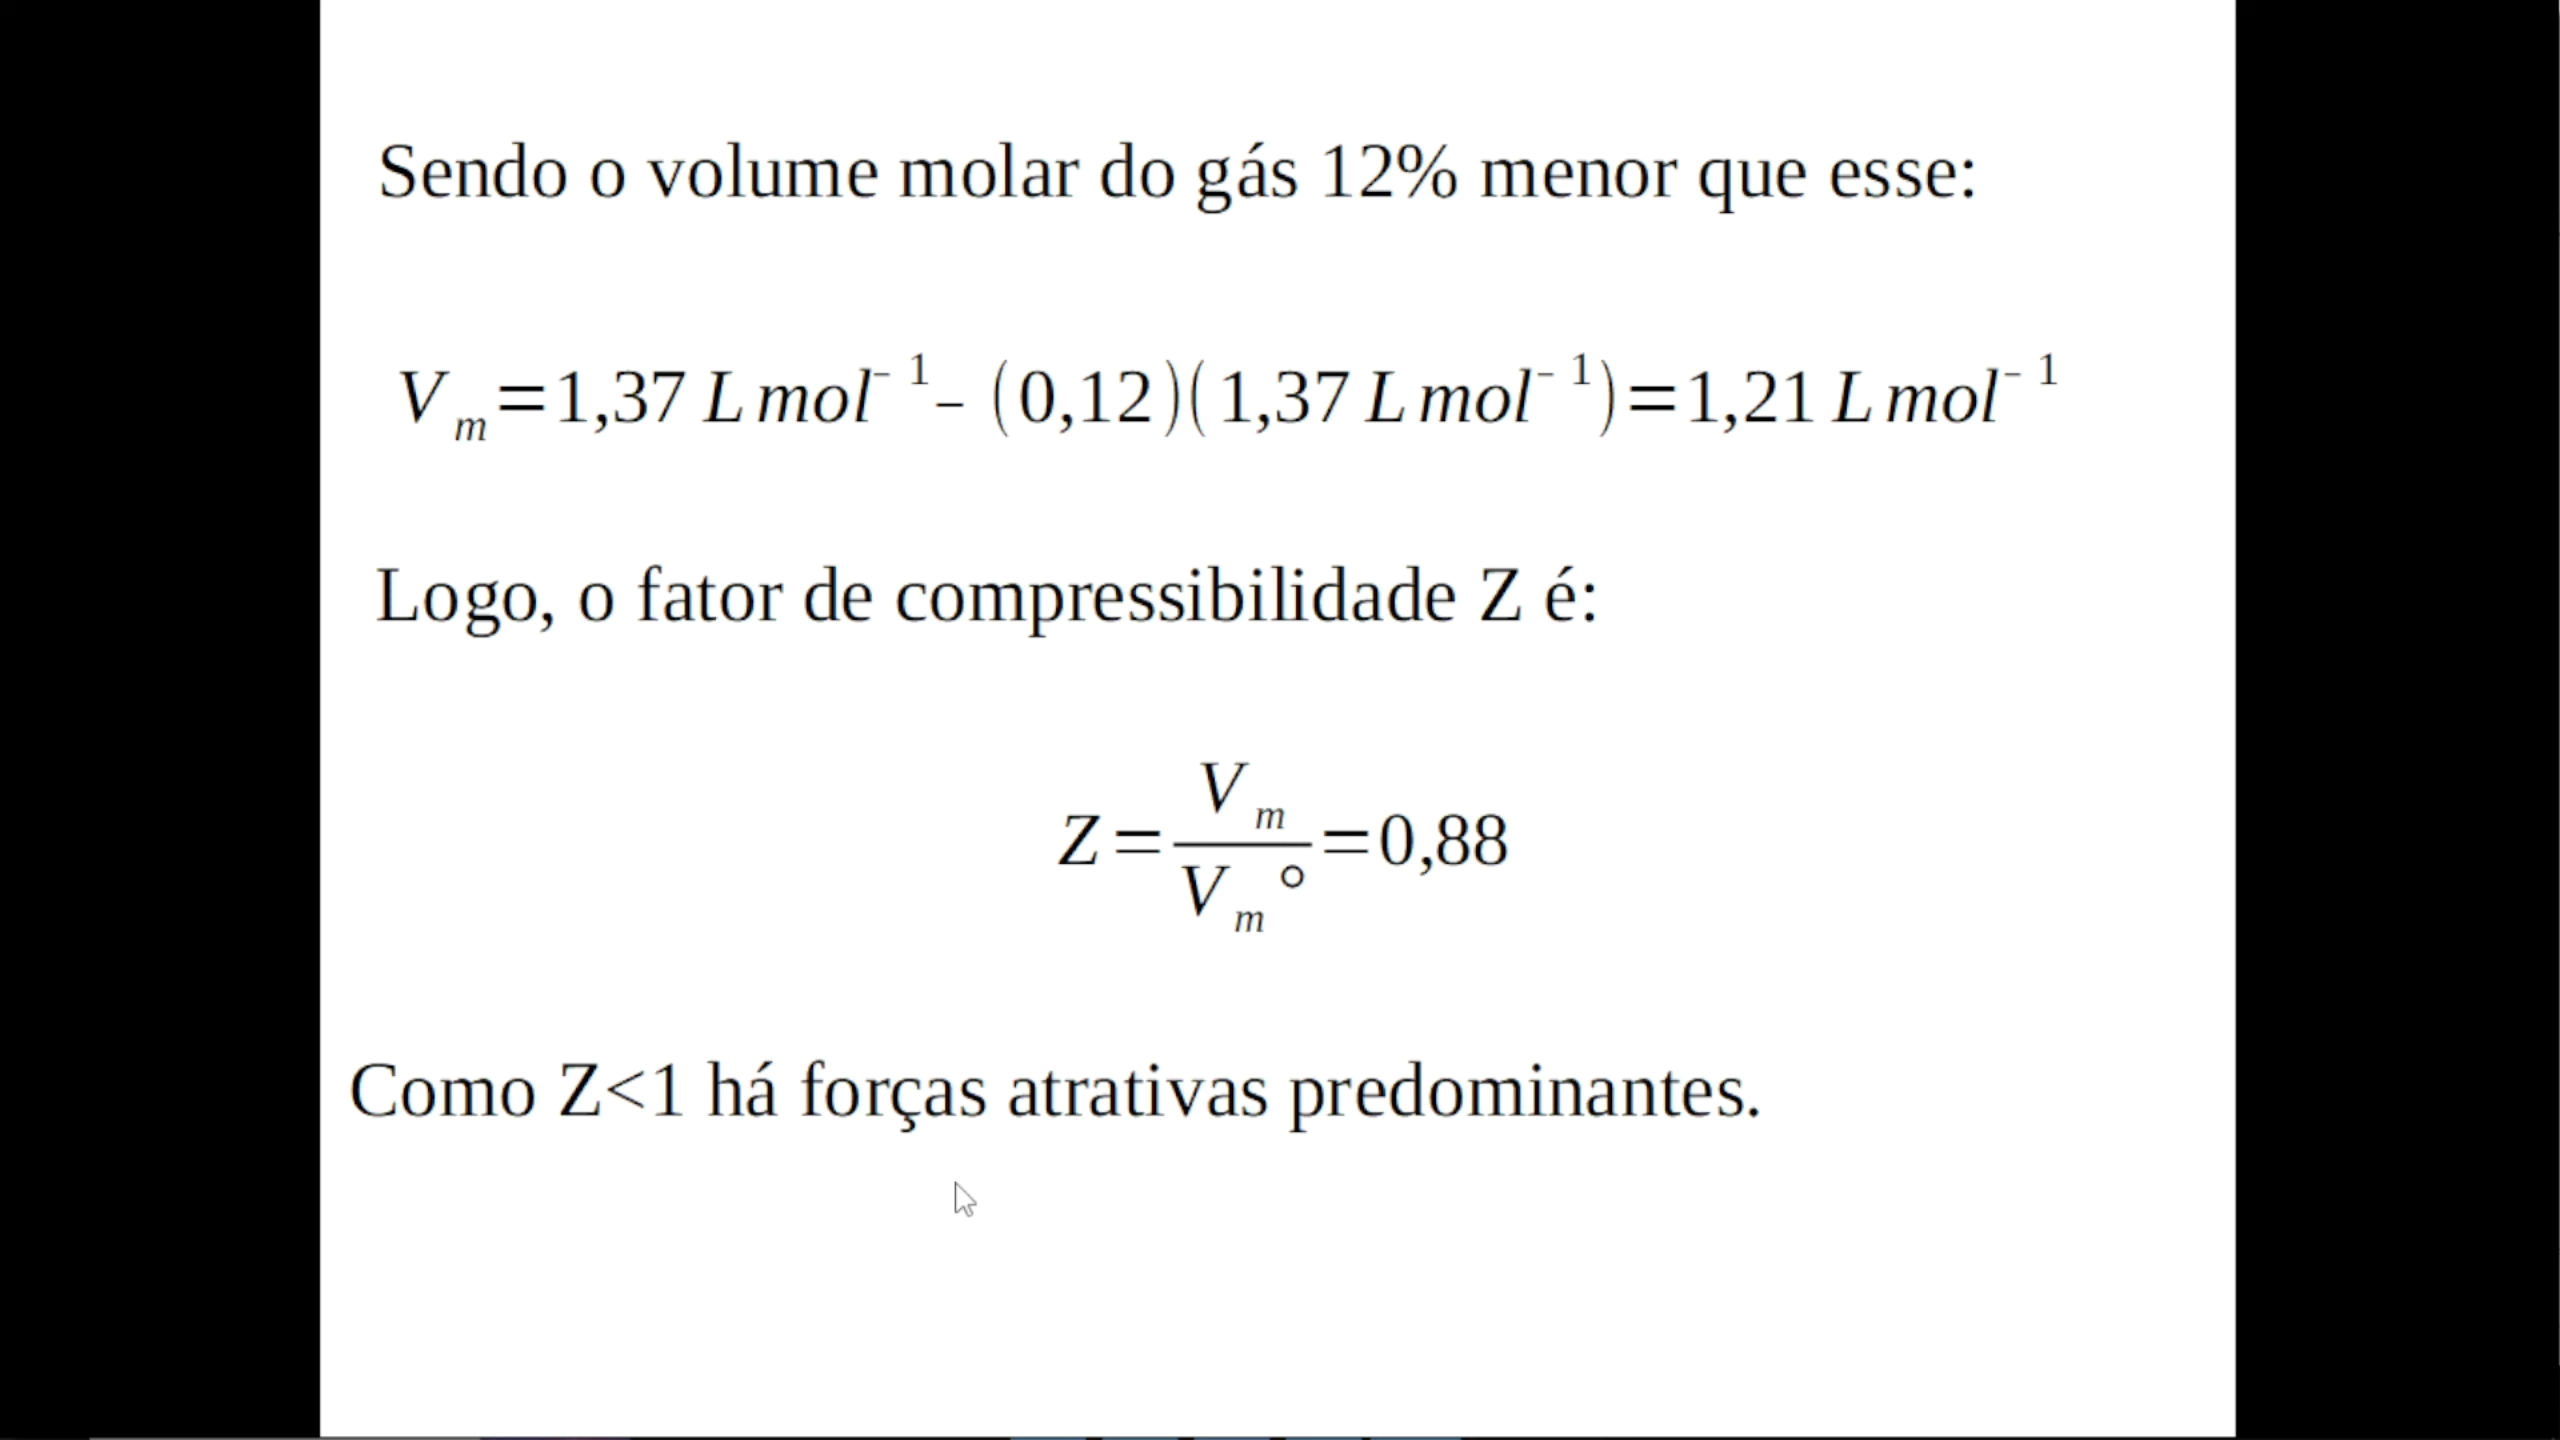 Sendo o volume molar do gás 12% menor que esse:
V_m=1,37 L mol^{-1} – (0,12)(1,37 L mol^{-1})=1,21 L mol^{-1}
Logo, o fator de compressibilidade Z é:
Z=\frac{V_m}{V_m°}=0,88
Como Z<1 há forças atrativas predominantes.